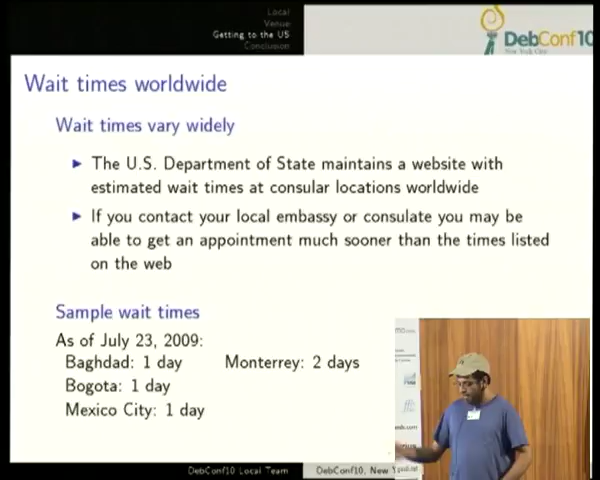 Local
Venue
Getting to the US
Conclusion
DebConf10
New York City
Wait times worldwide
Wait times vary widely
The U.S. Department of State maintains a website with
estimated wait times at consular locations worldwide
If you contact your local embassy or consulate you may be
able to get an appointment much sooner than the times listed
on the web
Sample wait times
As of July 23, 2009:
Baghdad: 1 day Monterrey: 2 days
Bogota: 1 day
Mexico City: 1 day
DebConf10 Local Team DebConf10, New Y